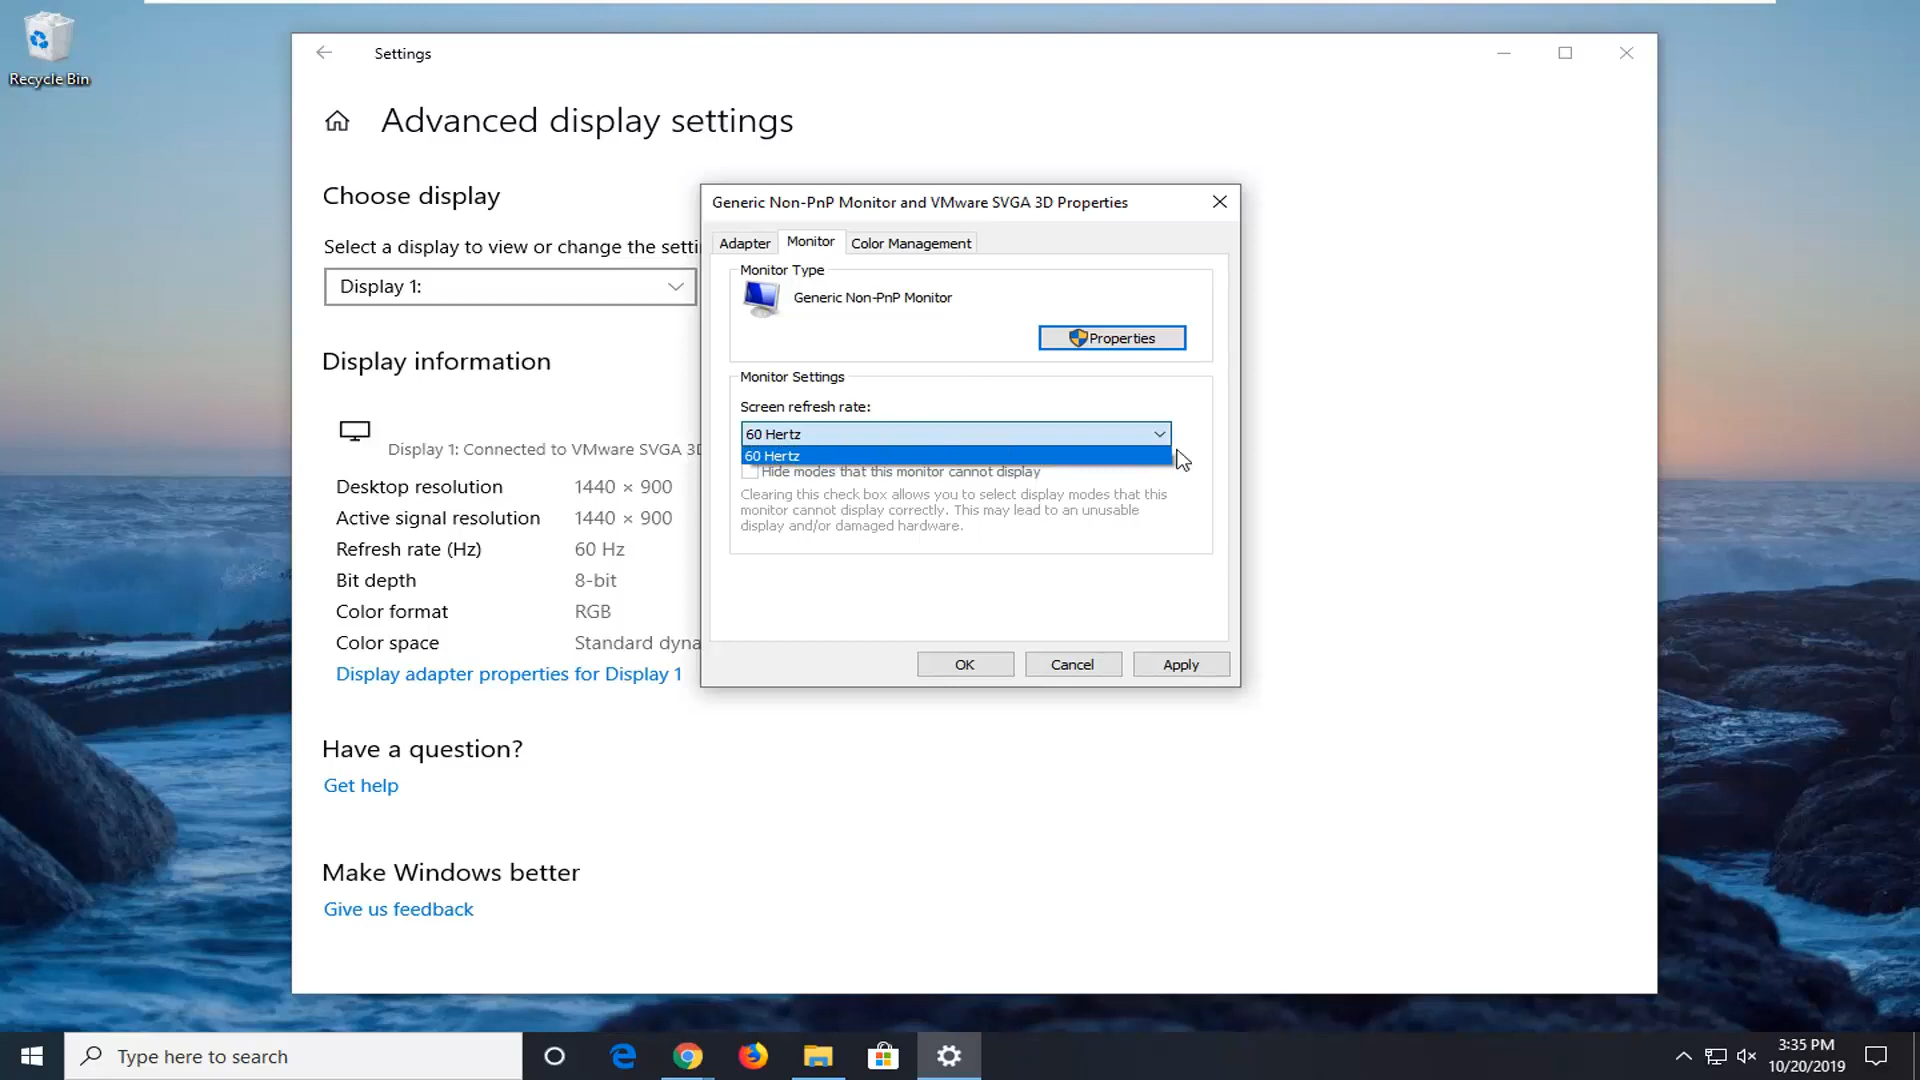 Recycle Bin
Settings
Advanced display settings
Choose display
Select a display to view or change the setti
Display 1:
Display information
Display 1: Connected to VMware SVGA 3D
Desktop resolution 1440 × 900
Active signal resolution 1440 × 900
Refresh rate (Hz) 60 Hz
Bit depth 8-bit
Color format RGB
Color space Standard dyna
Display adapter properties for Display 1
Have a question?
Get help
Make Windows better
Give us feedback
Generic Non-PnP Monitor and VMware SVGA 3D Properties
Adapter Monitor Color Management
Monitor Type
Generic Non-PnP Monitor
Properties
Monitor Settings
Screen refresh rate:
60 Hertz
60 Hertz
Hide modes that this monitor cannot display
Clearing this check box allows you to select display modes that this
monitor cannot display correctly. This may lead to an unusable
display and/or damaged hardware.
OK Cancel Apply
Type here to search
3:35 PM
10/20/2019